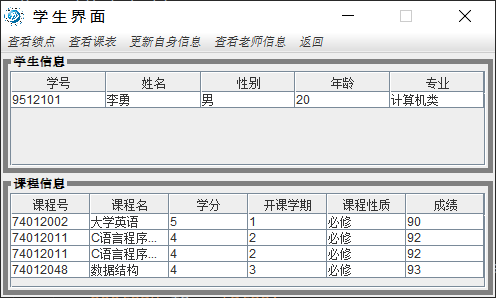 学生界面
查看绩点 查看课表 更新自身信息 查看老师信息 返回
学生信息
学号 姓名 性别 年龄 专业
9512101 李勇 男 20 计算机类
课程信息
课程号 课程名 学分 开课学期 课程性质 成绩
74012002 大学英语 5 1 必修 90
74012011 C语言程序... 4 2 必修 92
74012011 C语言程序... 4 2 必修 92
74012048 数据结构 4 3 必修 93